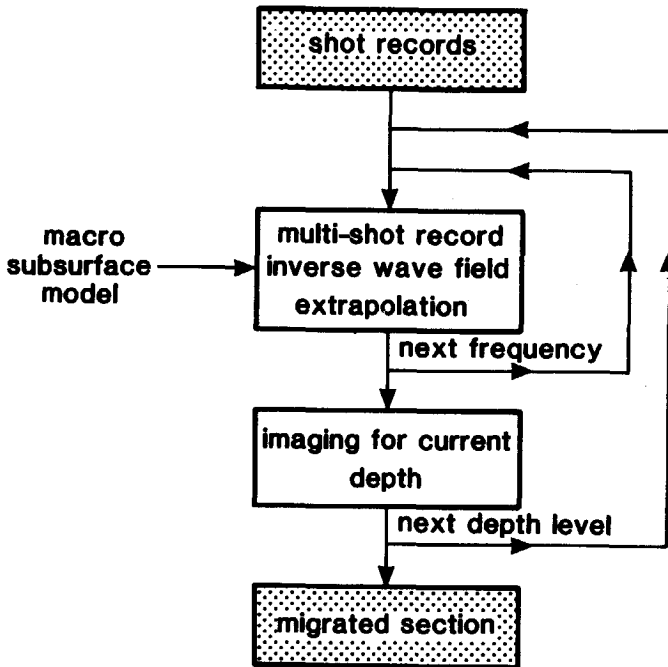 shot records
macro
subsurface
model
multi-shot record
inverse wave field
extrapolation
next frequency
imaging for current
depth
next depth level
migrated section